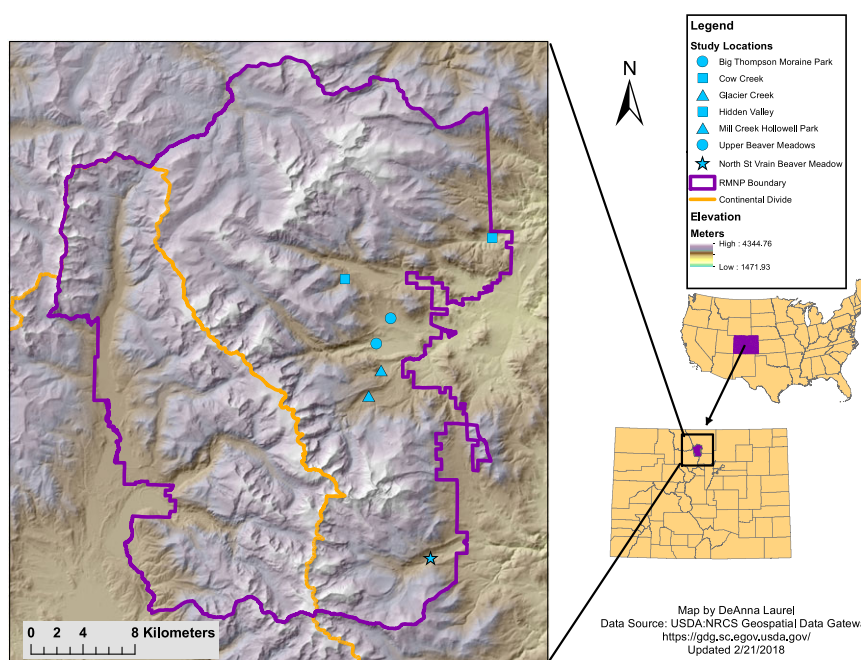 Legend
Study Locations
Big Thompson Moraine Park
Cow Creek
Glacier Creek
Hidden Valley
Mill Creek Hollowell Park
Upper Beaver Meadows
North St Vrain Beaver Meadow
RMNP Boundary
Continental Divide
Elevation
Meters
High : 4344.76
Low : 1471.93
N
0 2 4 8 Kilometers
Map by DeAnna Laurel
Data Source: USDA:NRCS Geospatial Data Gatew
https://gdg.sc.egov.usda.gov/
Updated 2/21/2018